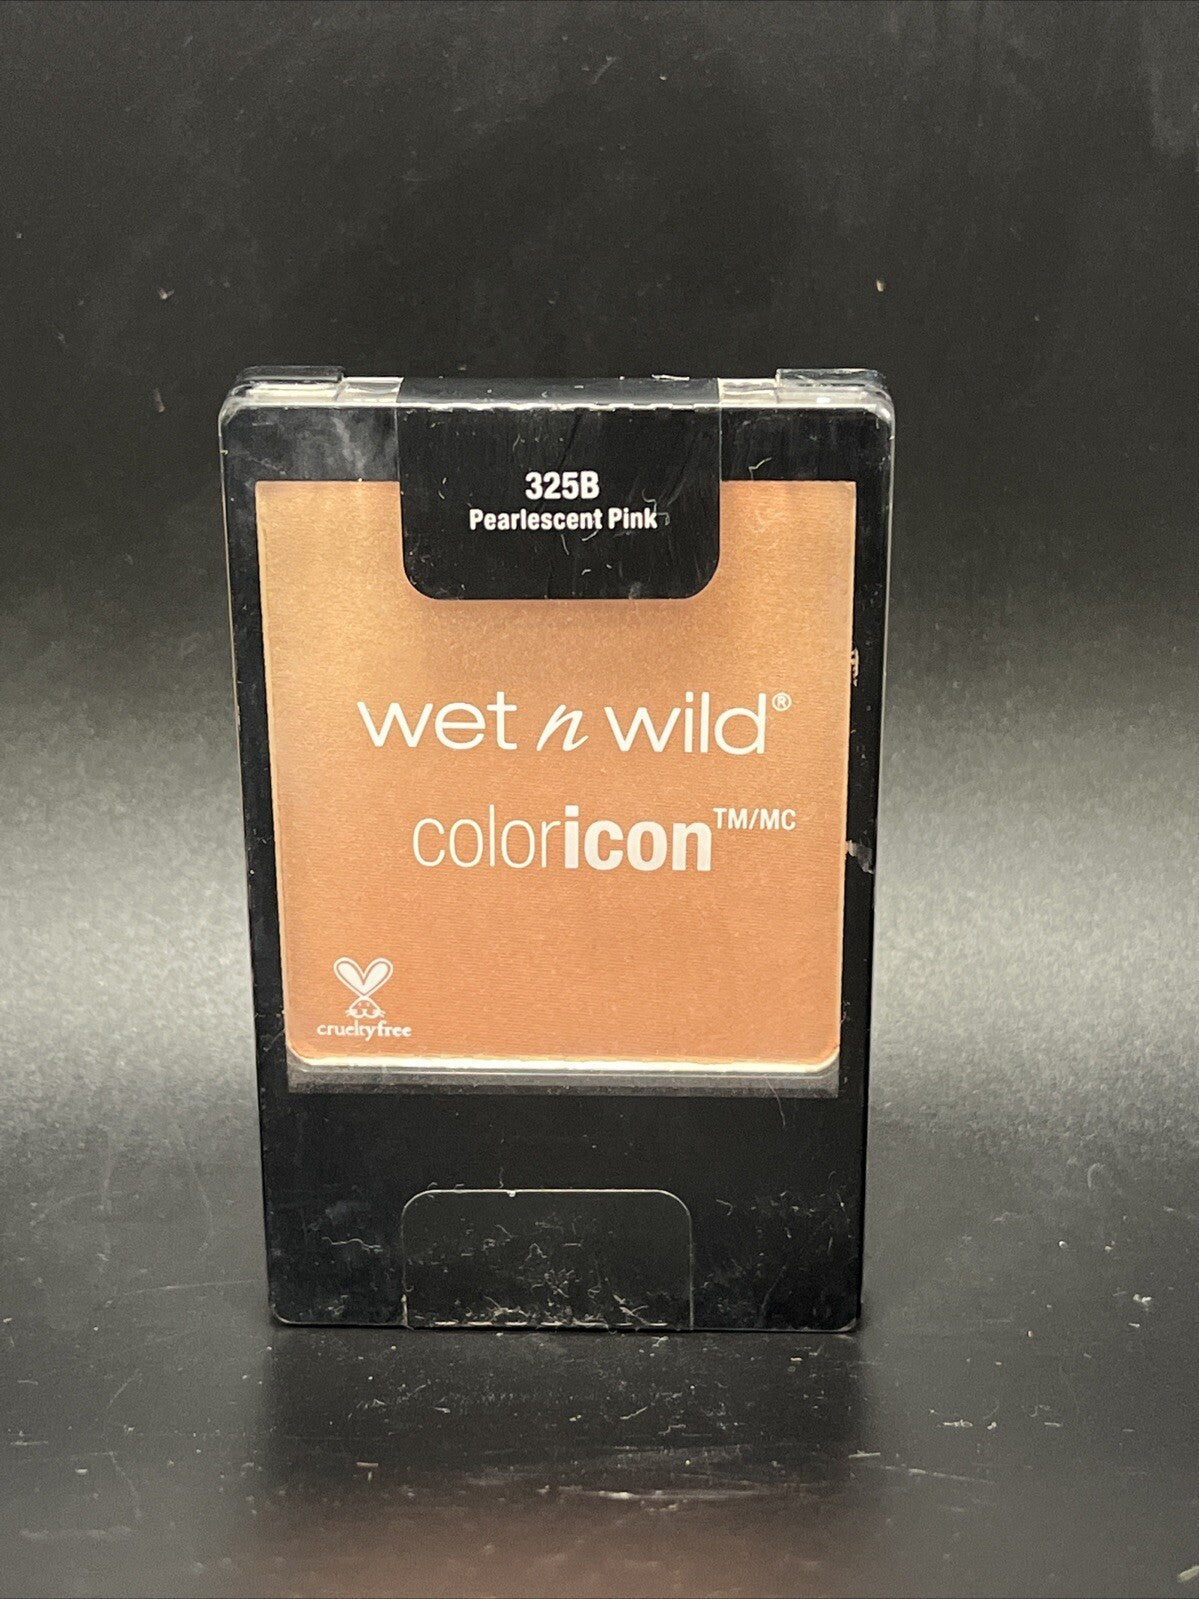 325B
Pearlescent Pink
wet n wild®
coloricon™/MC
crueltyfree